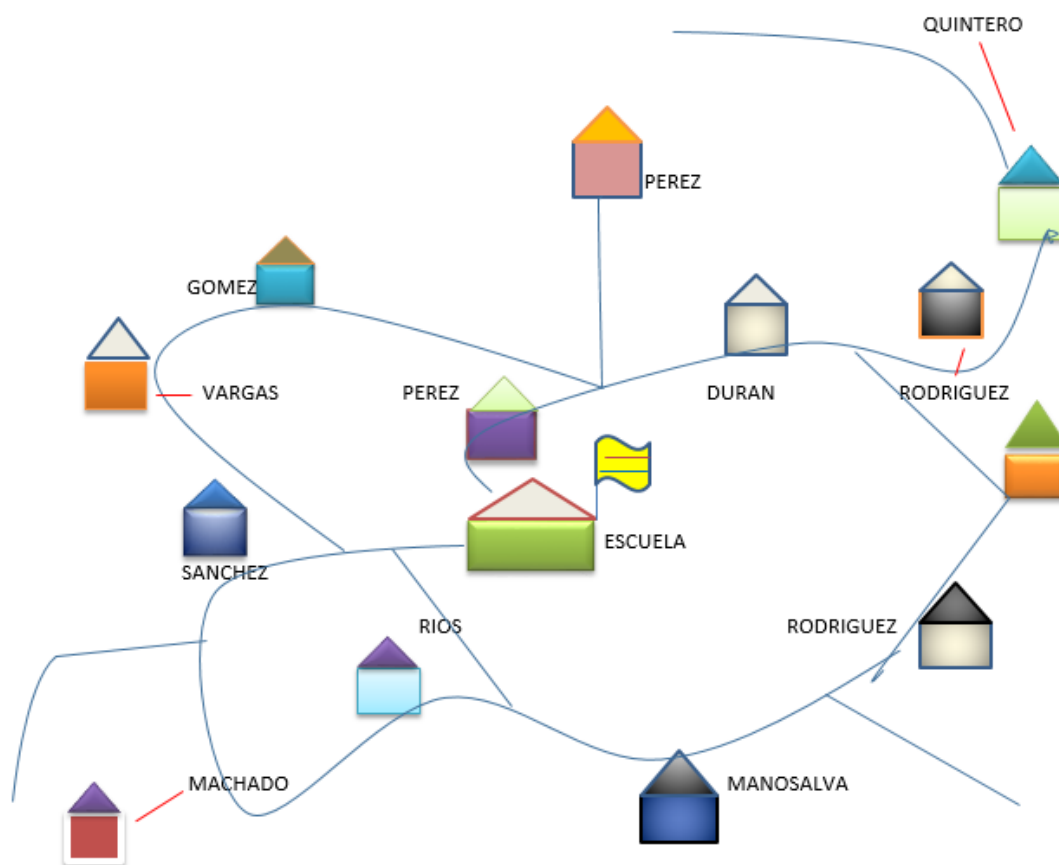 QUINTERO
PEREZ
GOMEZ
VARGAS
PEREZ
DURAN
RODRIGUEZ
ESCUELA
SANCHEZ
RIOS
RODRIGUEZ
MACHADO
MANOSALVA